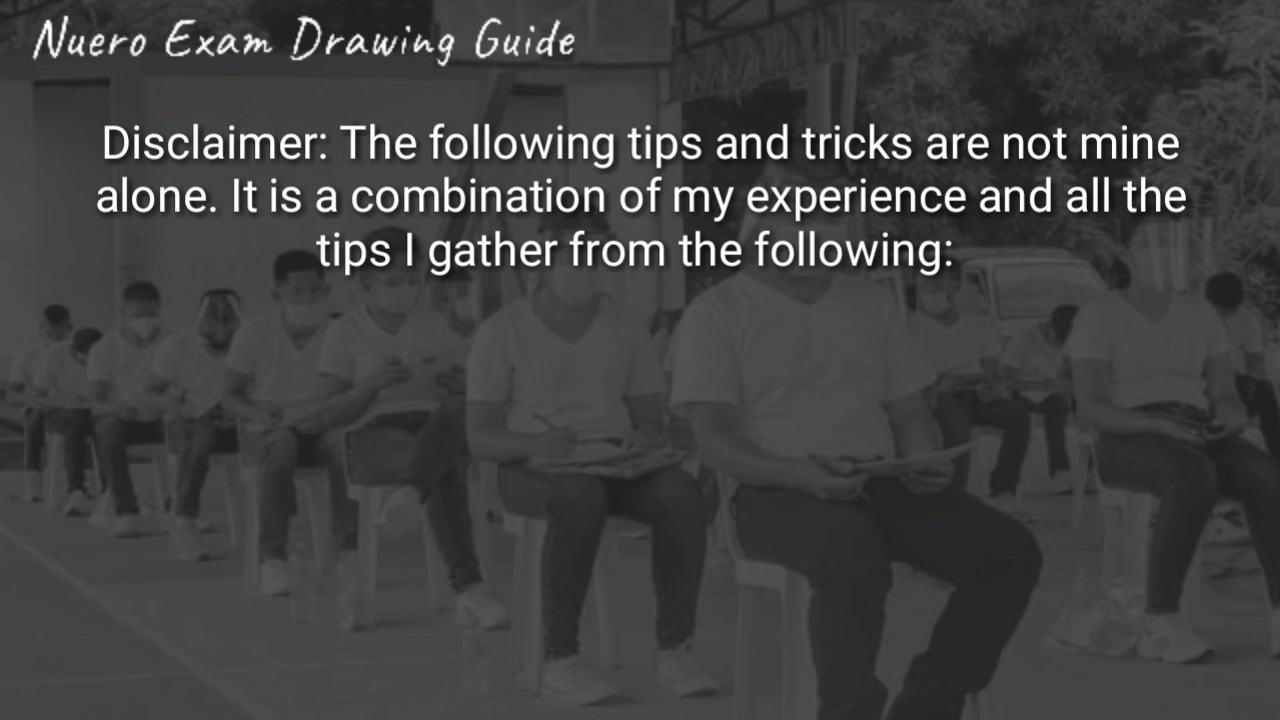 Nuero Exam Drawing Guide
Disclaimer: The following tips and tricks are not mine
alone. It is a combination of my experience and all the
tips I gather from the following: